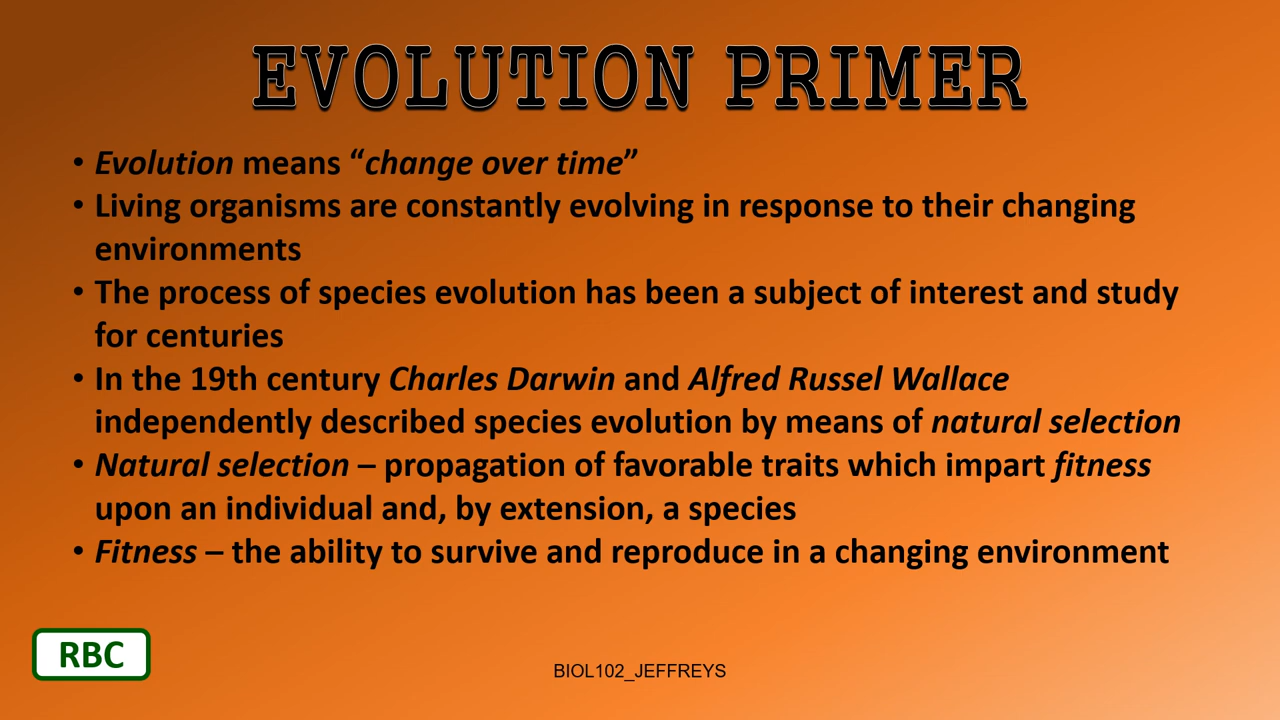 EVOLUTION PRIMER
• Evolution means “change over time”
• Living organisms are constantly evolving in response to their changing
environments
• The process of species evolution has been a subject of interest and study
for centuries
• In the 19th century Charles Darwin and Alfred Russel Wallace
independently described species evolution by means of natural selection
• Natural selection – propagation of favorable traits which impart fitness
upon an individual and, by extension, a species
• Fitness – the ability to survive and reproduce in a changing environment
RBC
BIOL102_JEFFREYS